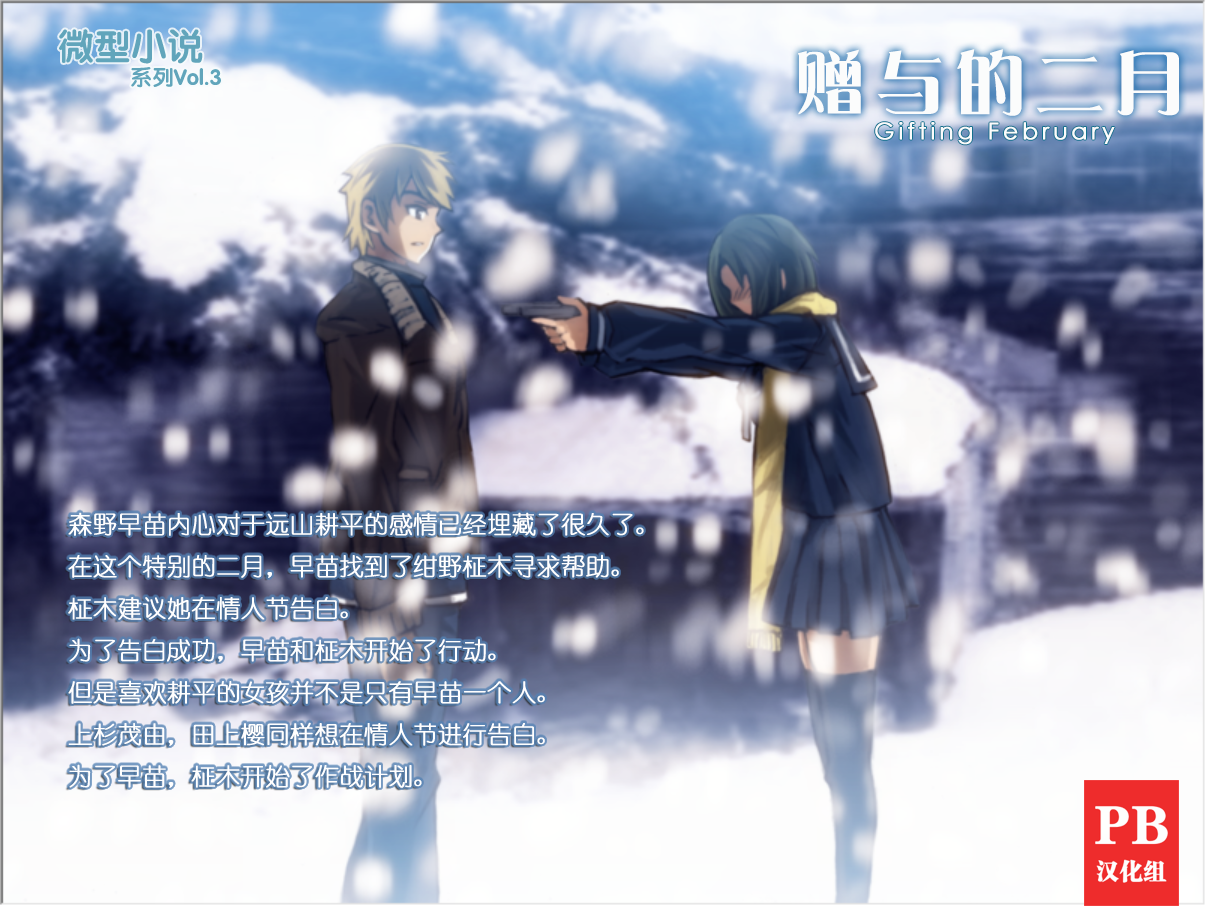 微型小说
系列Vol.3
赠与的二月
Gifting February
森野早苗内心对于远山耕平的感情已经埋藏了很久了。
在这个特别的二月，早苗找到了绀野柾木寻求帮助。
柾木建议她在情人节告白。
为了告白成功，早苗和柾木开始了行动。
但是喜欢耕平的女孩并不是只有早苗一个人。
上杉茂由，田上樱同样想在情人节进行告白。
为了早苗，柾木开始了作战计划。
PB
汉化组